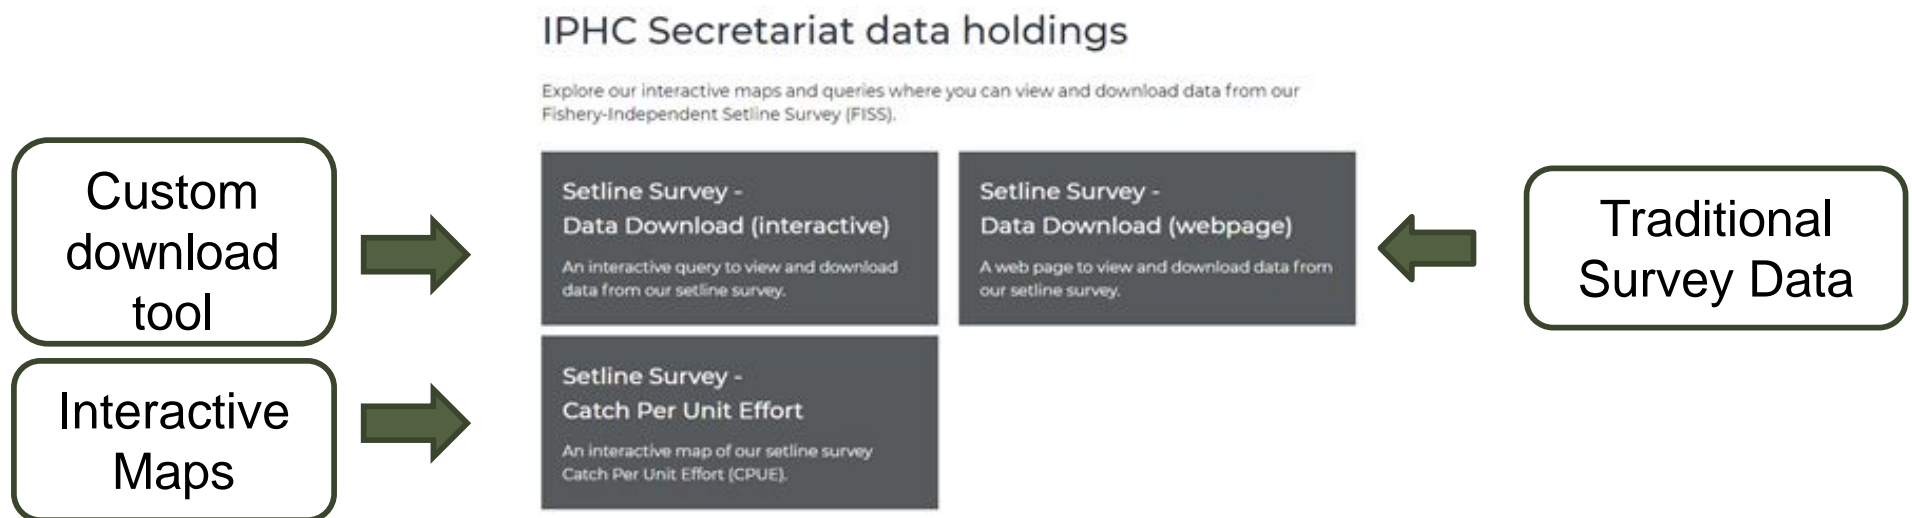 IPHC Secretariat data holdings
Explore our interactive maps and queries where you can view and download data from our
Fishery-Independent Setline Survey (FISS).
Custom
download
tool
Setline Survey -
Data Download (interactive)
An interactive query to view and download
data from our setline survey.
Setline Survey -
Data Download (webpage)
A web page to view and download data from
our setline survey.
Traditional
Survey Data
Interactive
Maps
Setline Survey -
Catch Per Unit Effort
An interactive map of our setline survey
Catch Per Unit Effort (CPUE).